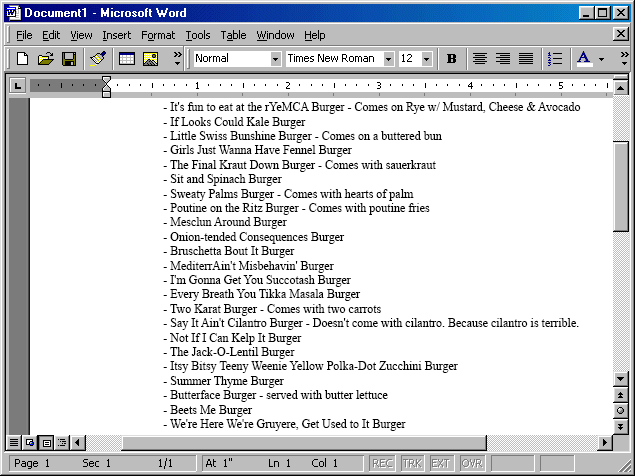 Document1 - Microsoft Word
File Edit View Insert Format Tools Table Window Help
Normal Times New Roman 12 B A
1 2 3 4 5
- It's fun to eat at the rYeMCA Burger - Comes on Rye w/ Mustard, Cheese & Avocado
- If Looks Could Kale Burger
- Little Swiss Bunshine Burger - Comes on a buttered bun
- Girls Just Wanna Have Fennel Burger
- The Final Kraut Down Burger - Comes with sauerkraut
- Sit and Spinach Burger
- Sweaty Palms Burger - Comes with hearts of palm
- Poutine on the Ritz Burger - Comes with poutine fries
- Mesclun Around Burger
- Onion-tended Consequences Burger
- Bruschetta Bout It Burger
- MediterrAin't Misbehavin' Burger
- I'm Gonna Get You Succotash Burger
- Every Breath You Tikka Masala Burger
- Two Karat Burger - Comes with two carrots
- Say It Ain't Cilantro Burger - Doesn't come with cilantro. Because cilantro is terrible.
- Not If I Can Kelp It Burger
- The Jack-O-Lentil Burger
- Itsy Bitsy Teeny Weenie Yellow Polka-Dot Zucchini Burger
- Summer Thyme Burger
- Butterface Burger - served with butter lettuce
- Beets Me Burger
- We're Here We're Gruyere, Get Used to It Burger
Page 1 Sec 1 1/1 At 1" Ln 1 Col 1 REC TRK EXT OVR